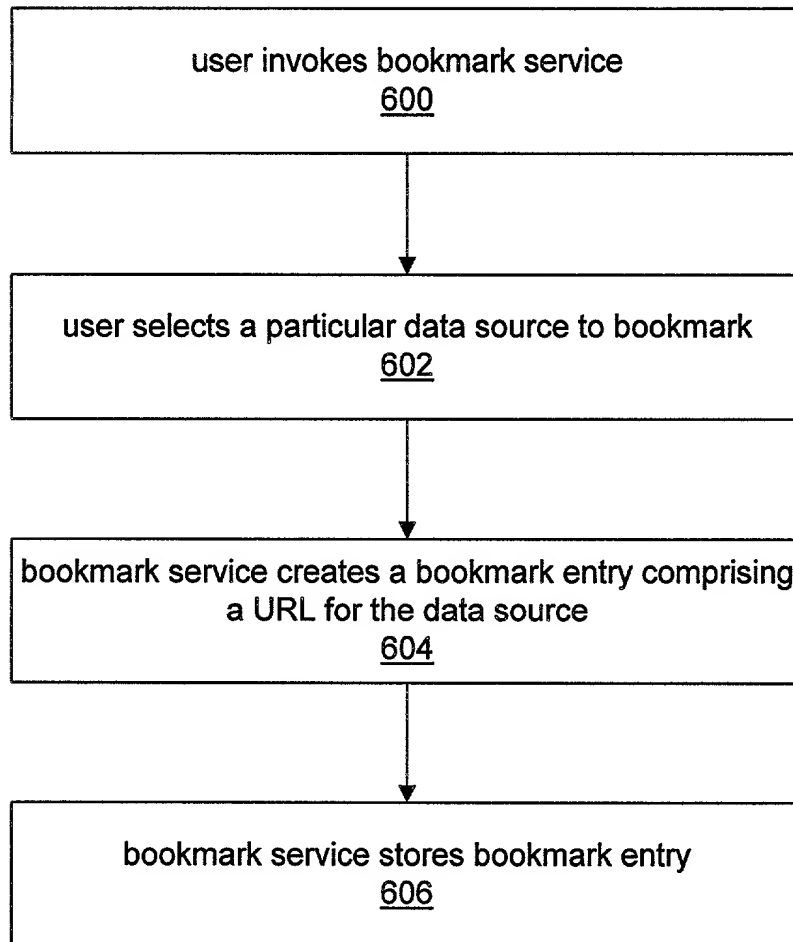 user invokes bookmark service
600
user selects a particular data source to bookmark
602
bookmark service creates a bookmark entry comprising
a URL for the data source
604
bookmark service stores bookmark entry
606